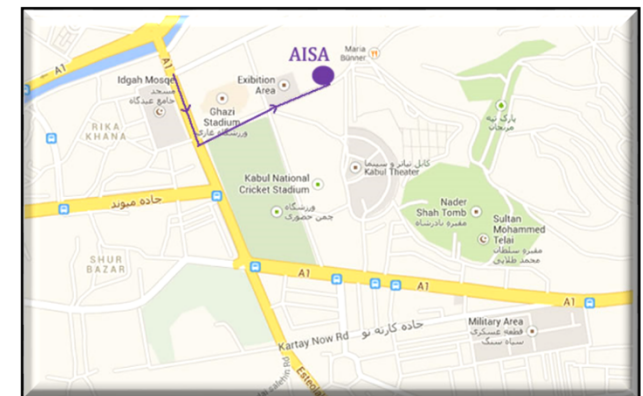 A1
A1
AISA
Maria
Bünner
Idgah Mosqe
مسجد
جامع عیدگاه
Exibition
Area
Ghazi
Stadium
ورزشگاه غازی
RIKA
KHANA
پارک تپه
مرنجان
کابل تیاتر و سینما
Kabul Theater
Kabul National
Cricket Stadium
ورزشگاه
چمن حضوری
جاده میوند
Nader
Shah Tomb
مقبره نادرشاه
Sultan
Mohammed
Telai
مقبره سلطان
محمد طلایی
SHUR
BAZAR
A1
A1
Military Area
قطعه عسکری
سیاه سنگ
Kartay Now Rd
جاده کارته نو